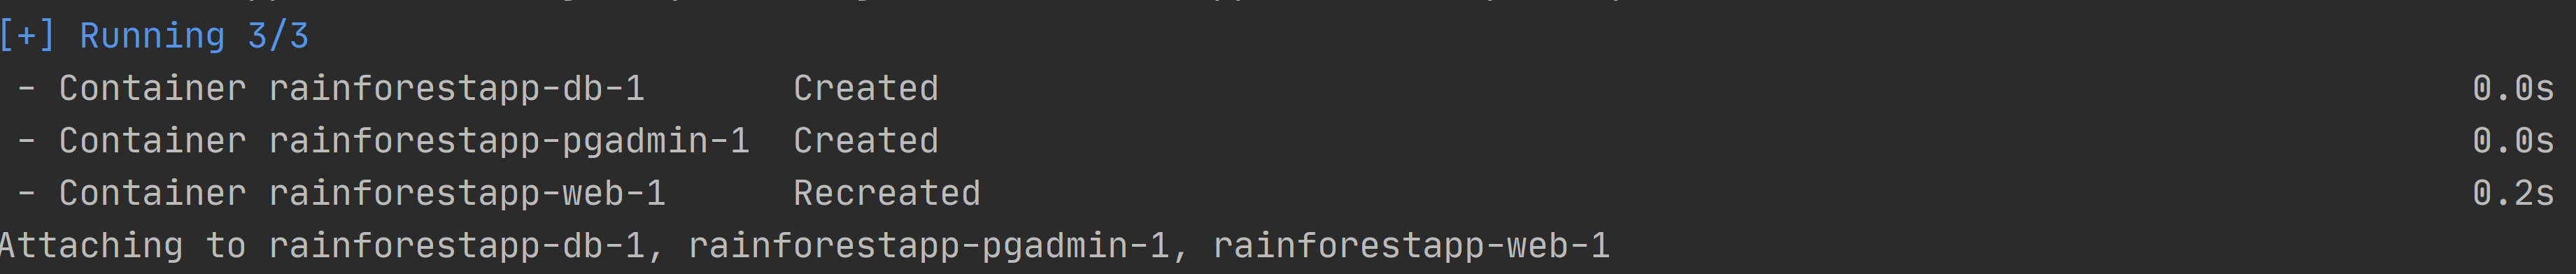 [+] Running 3/3
 - Container rainforestapp-db-1       Created                                                                         0.0s
 - Container rainforestapp-pgadmin-1  Created                                                                         0.0s
 - Container rainforestapp-web-1      Recreated                                                                       0.2s
Attaching to rainforestapp-db-1, rainforestapp-pgadmin-1, rainforestapp-web-1